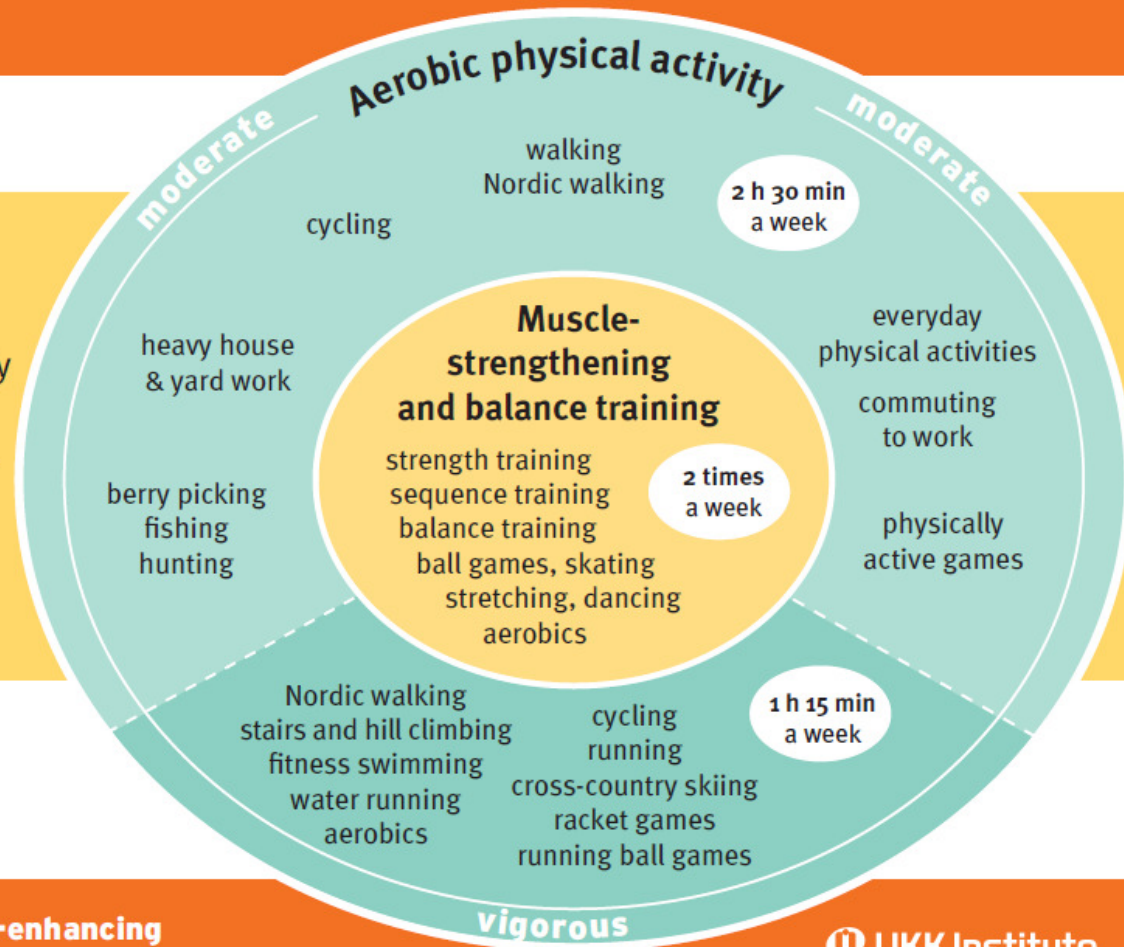 Aerobic physical activity
moderate
moderate
walking
Nordic walking
2 h 30 min
a week
cycling
heavy house
& yard work
everyday
physical activities
commuting
to work
berry picking
fishing
hunting
physically
active games
Muscle-
strengthening
and balance training
strength training
sequence training
balance training
ball games, skating
stretching, dancing
aerobics
2 times
a week
Nordic walking
stairs and hill climbing
fitness swimming
water running
aerobics
cycling
running
cross-country skiing
racket games
running ball games
1 h 15 min
a week
vigorous
y
-enhancing
UKK Institute